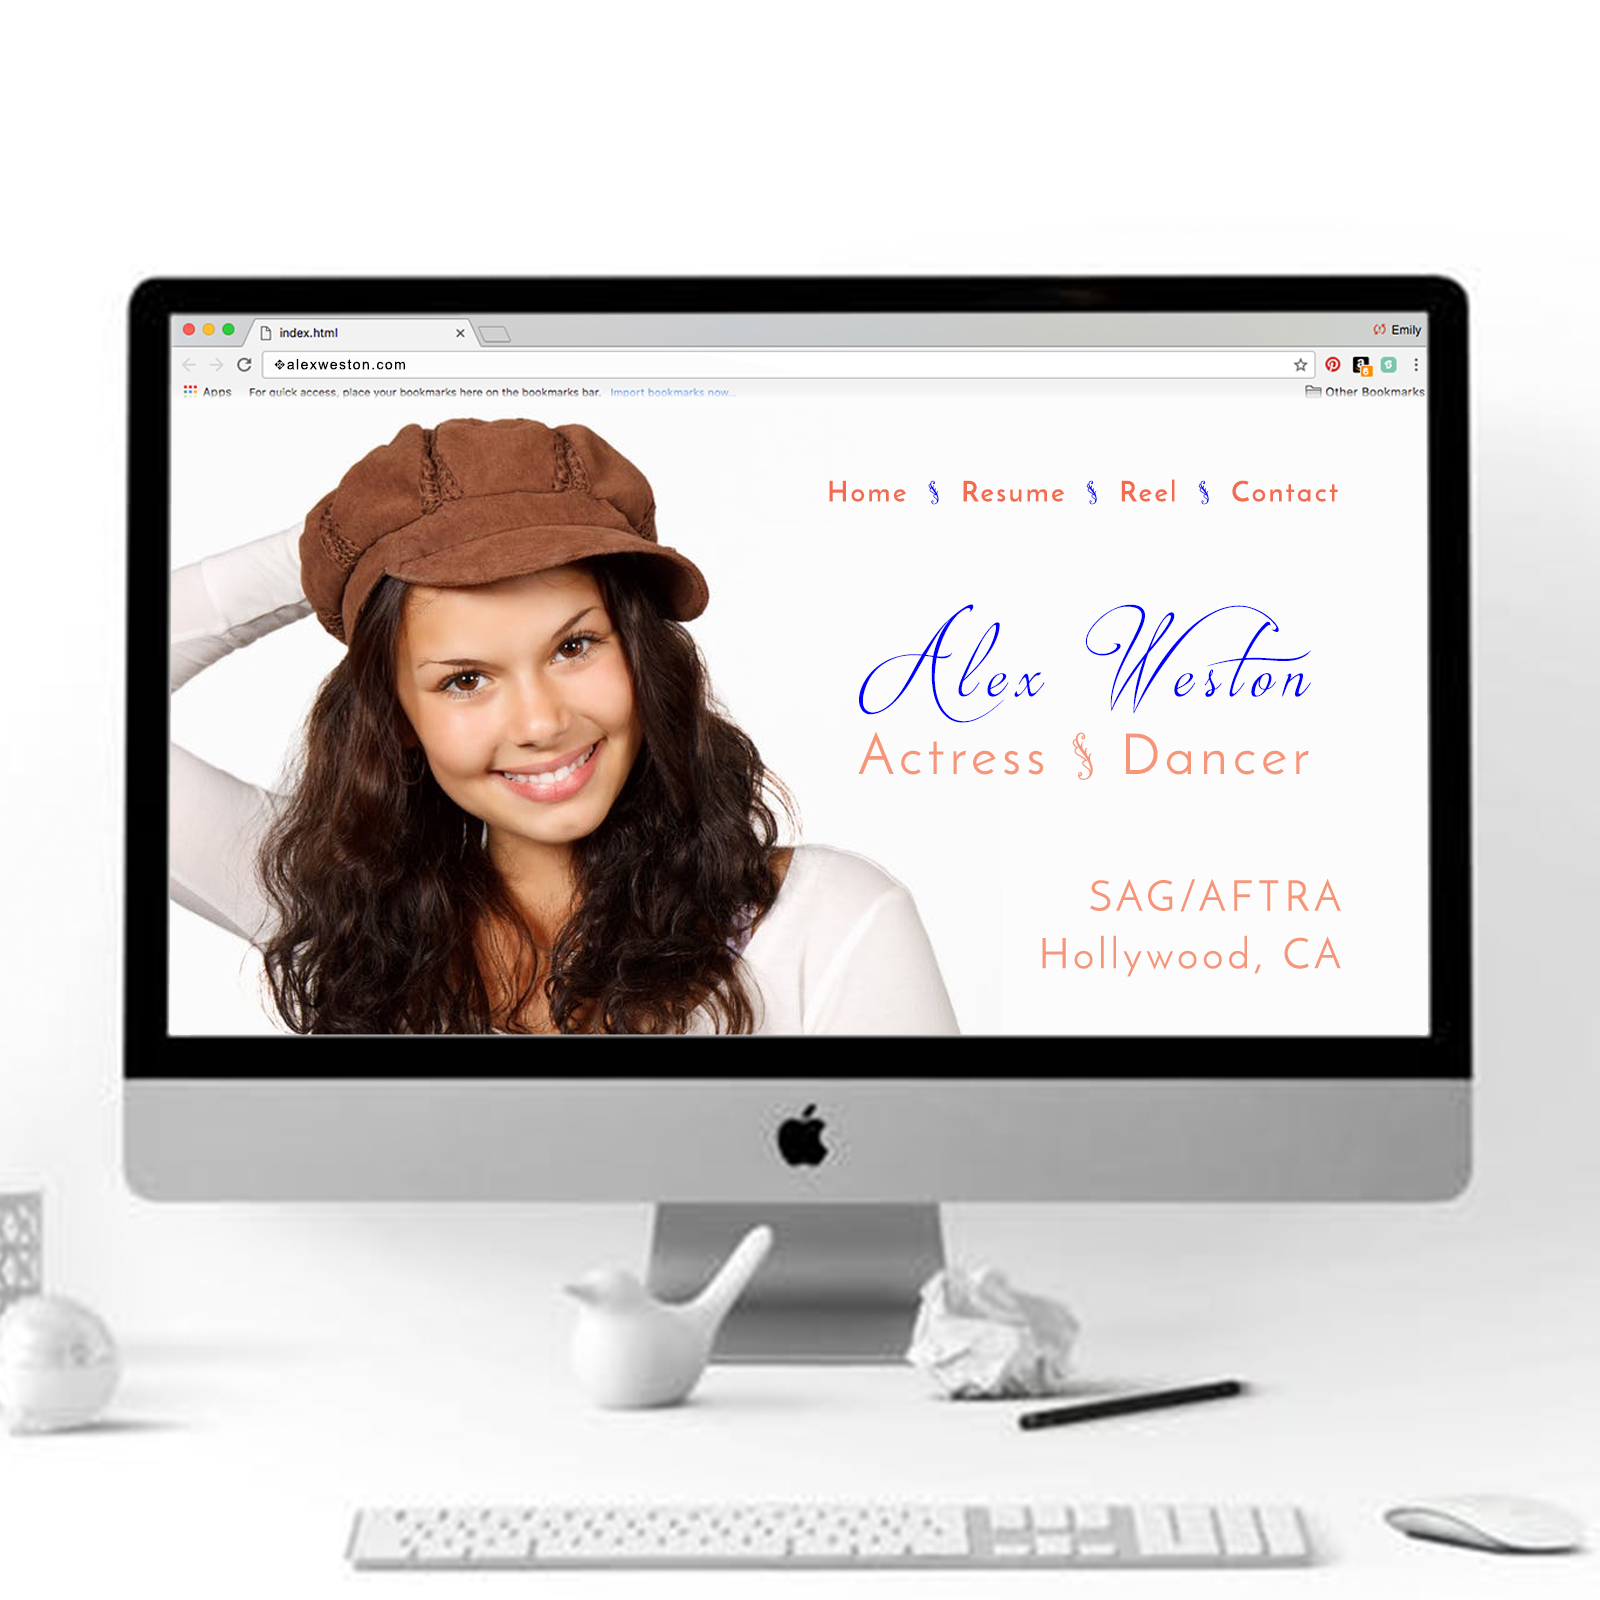 index.html
Emily
alexweston.com
Apps For quick access, place your bookmarks here on the bookmarks bar. Import bookmarks now...
Other Bookmarks
Home Resume Reel Contact
Alex Weston
Actress Dancer
SAG/AFTRA
Hollywood, CA